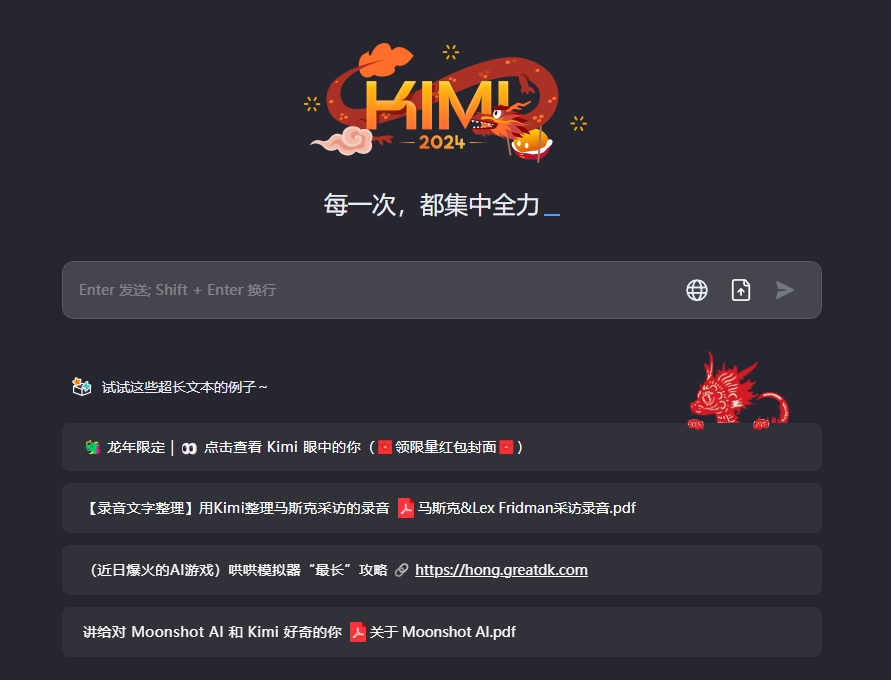 KIMI
2024
每一次，都集中全力_
Enter 发送; Shift + Enter 换行
试试这些超长文本的例子~
龙年限定 | 👀 点击查看 Kimi 眼中的你（🧧领限量红包封面🧧）
【录音文字整理】用Kimi整理马斯克采访的录音 马斯克&Lex Fridman采访录音.pdf
（近日爆火的AI游戏）哄哄模拟器“最长”攻略 🔗 https://hong.greatdk.com
讲给对 Moonshot AI 和 Kimi 好奇的你 关于 Moonshot AI.pdf